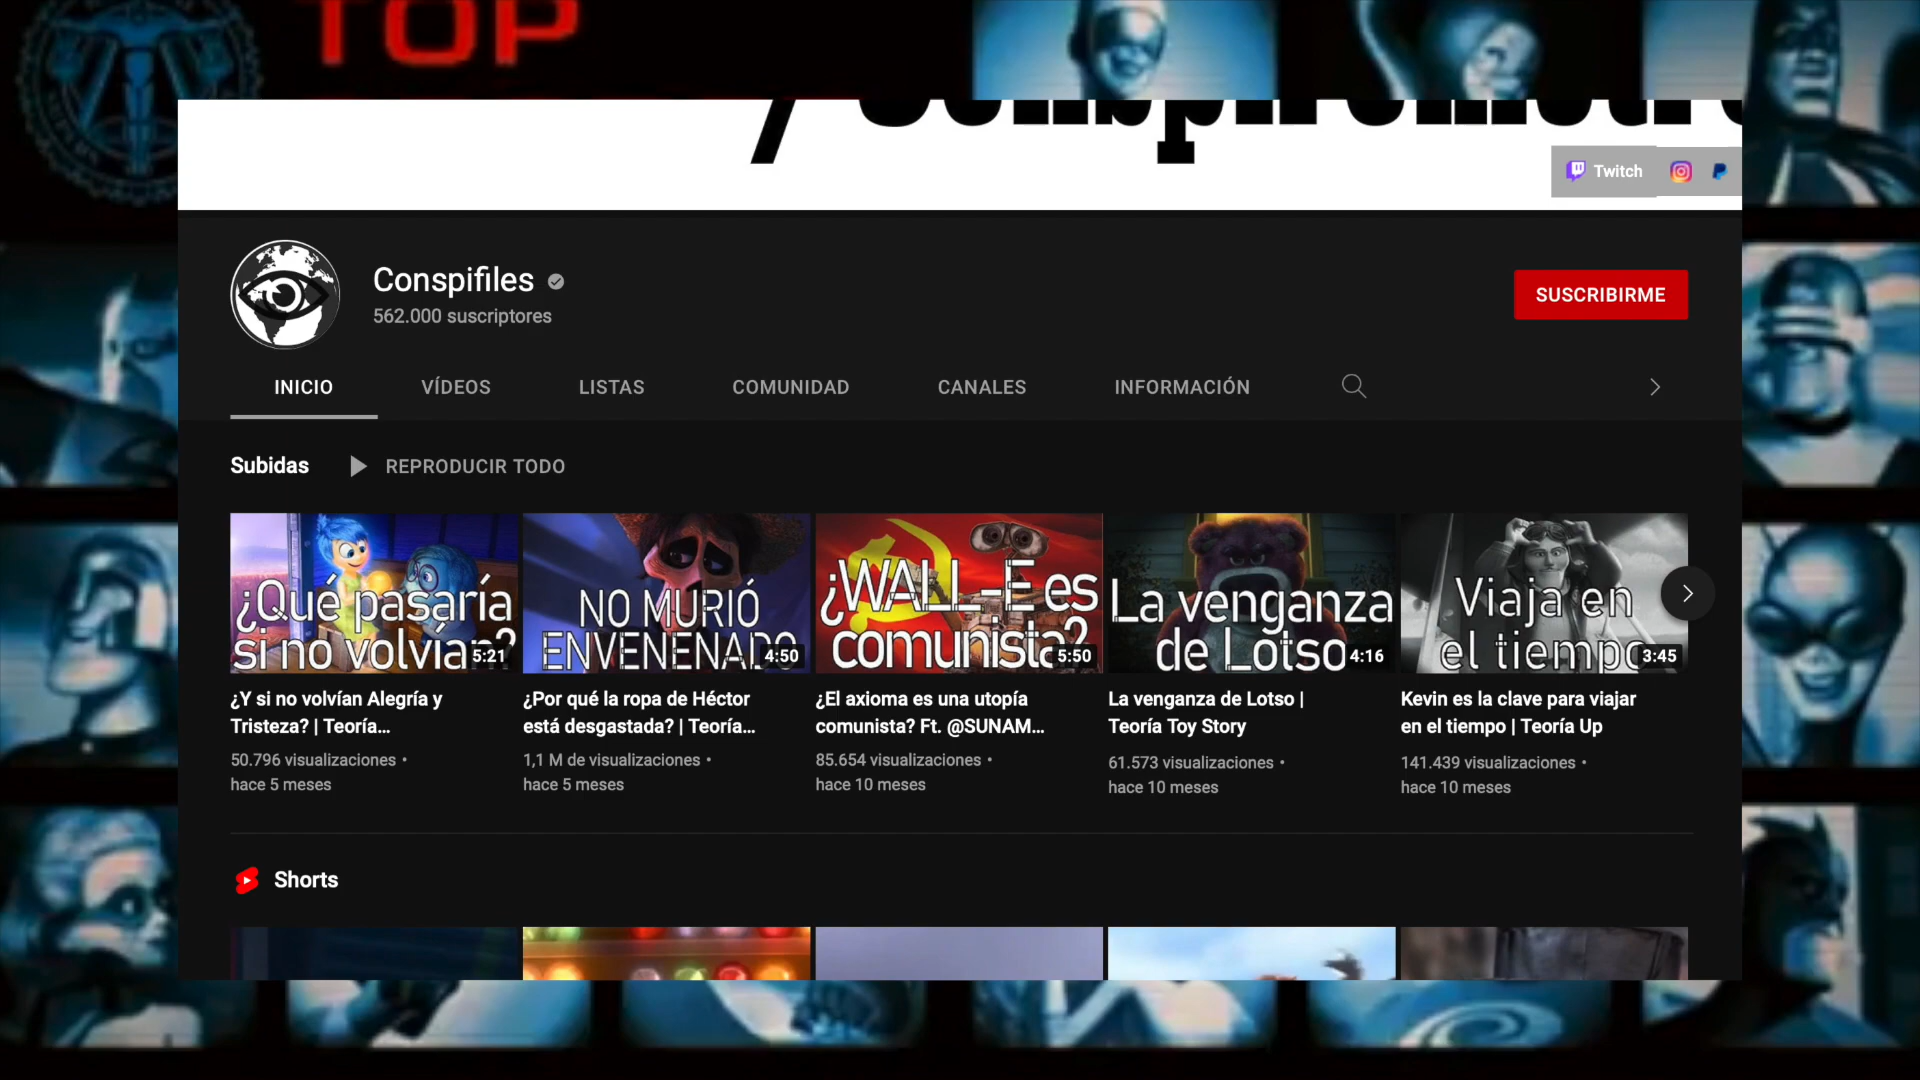 TOP
Twitch
Conspifiles
562.000 suscriptores
SUSCRIBIRME
INICIO
VÍDEOS
LISTAS
COMUNIDAD
CANALES
INFORMACIÓN
Subidas
REPRODUCIR TODO
¿Qué pasaría
si no volvían?
5:21
NO MURIÓ
ENVENENADO
4:50
¿WALL-E es
comunista?
5:50
La venganza
de Lotso
4:16
Viaja en
el tiempo
3:45
¿Y si no volvían Alegría y
Tristeza? | Teoría...
50.796 visualizaciones •
hace 5 meses
¿Por qué la ropa de Héctor
está desgastada? | Teoría...
1,1 M de visualizaciones •
hace 5 meses
¿El axioma es una utopía
comunista? Ft. @SUNAM...
85.654 visualizaciones •
hace 10 meses
La venganza de Lotso |
Teoría Toy Story
61.573 visualizaciones •
hace 10 meses
Kevin es la clave para viajar
en el tiempo | Teoría Up
141.439 visualizaciones •
hace 10 meses
Shorts